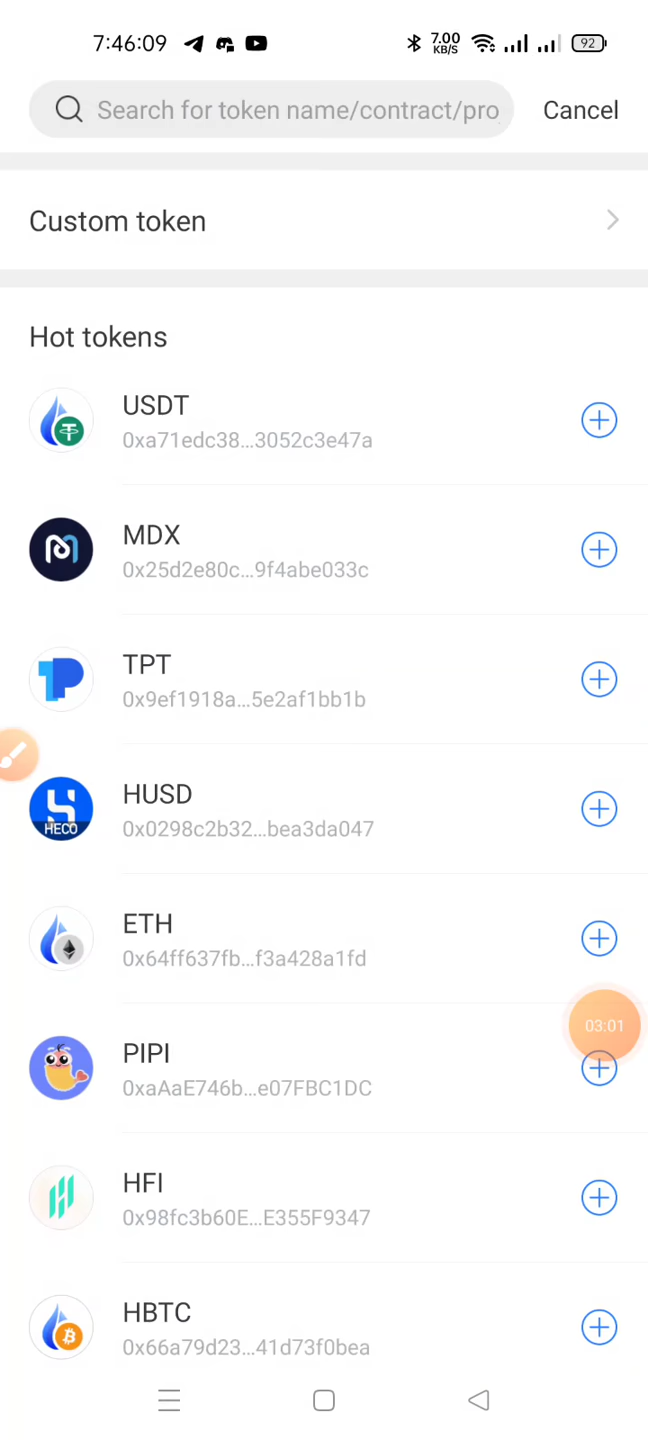 7:46:09
7.00
KB/S
92
Search for token name/contract/pro
Cancel
Custom token
Hot tokens
USDT
0xa71edc38...3052c3e47a
MDX
0x25d2e80c...9f4abe033c
TPT
0x9ef1918a...5e2af1bb1b
HUSD
0x0298c2b32...bea3da047
HECO
ETH
0x64ff637fb...f3a428a1fd
03:01
PIPI
0xaAaE746b...e07FBC1DC
HFI
0x98fc3b60E...E355F9347
HBTC
0x66a79d23...41d73f0bea